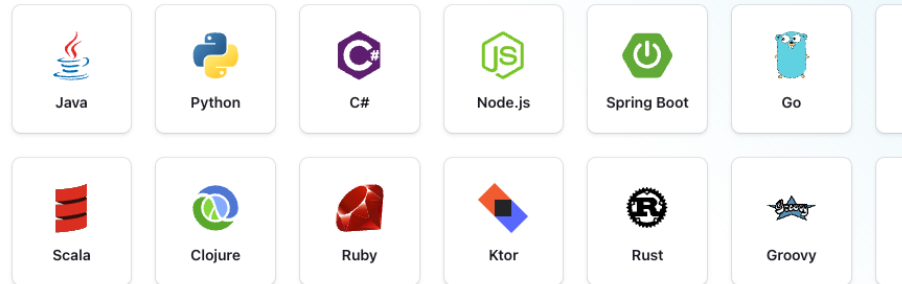 Java
Python
C#
Node.js
Spring Boot
Go
Scala
Clojure
Ruby
Ktor
Rust
Groovy